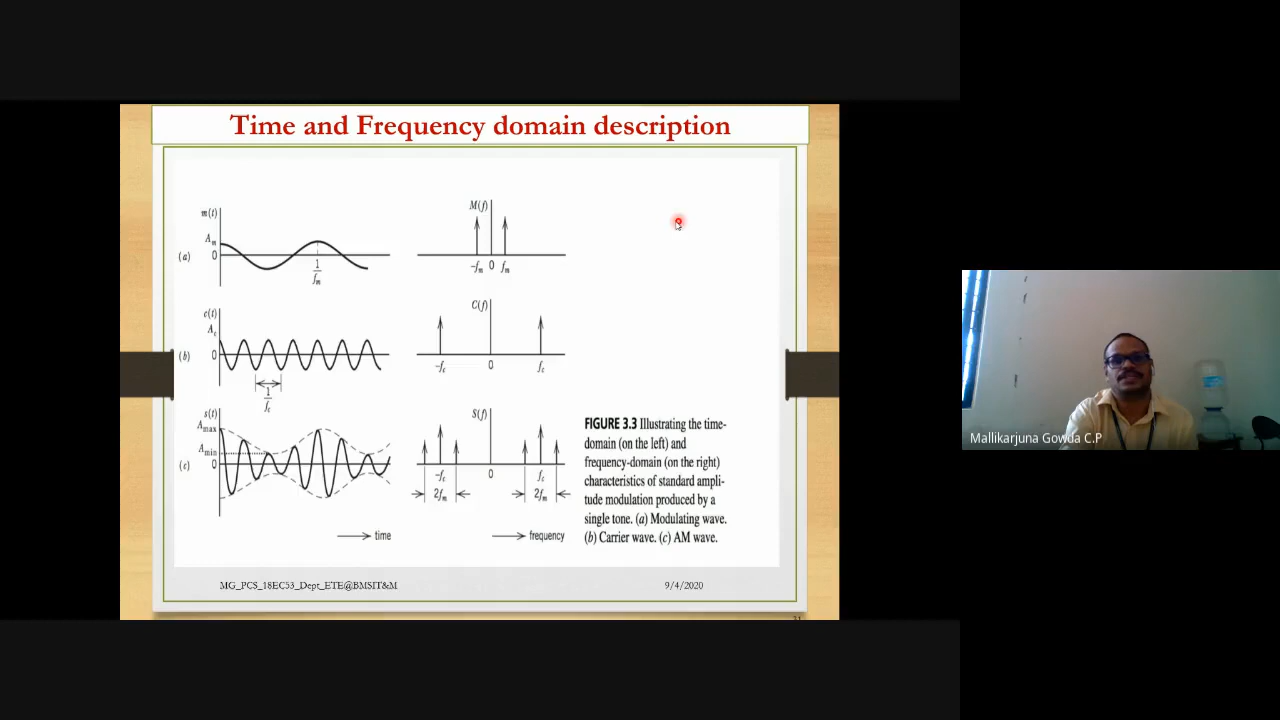 Time and Frequency domain description
m(t)
A_m
0
(a)
1
f_m
M(f)
-f_m 0 f_m
c(t)
A_c
0
(b)
1
f_c
C(f)
-f_c 0 f_c
s(t)
A_max
A_min
0
(c)
S(f)
-f_c 0 f_c
2f_m 2f_m
time
frequency
FIGURE 3.3 Illustrating the time-
domain (on the left) and
frequency-domain (on the right)
characteristics of standard ampli-
tude modulation produced by a
single tone. (a) Modulating wave.
(b) Carrier wave. (c) AM wave.
MG_PCS_18EC53_Dept_ETE@BMSIT&M 9/4/2020
Mallikarjuna Gowda C.P